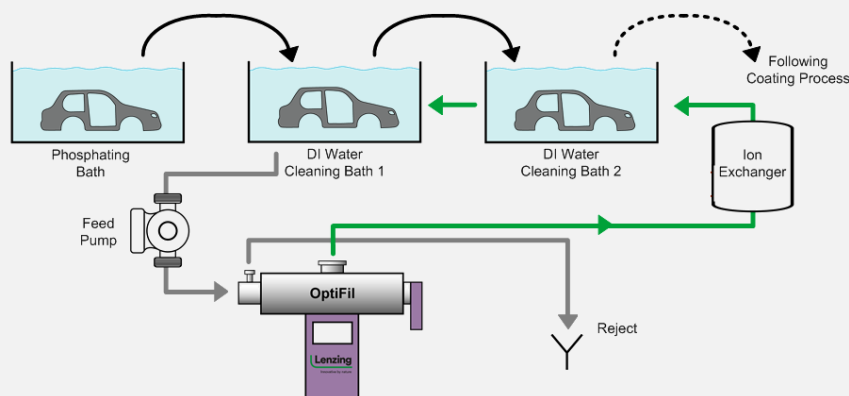 Following
Coating Process
Phosphating
Bath
DI Water
Cleaning Bath 1
DI Water
Cleaning Bath 2
Ion
Exchanger
Feed
Pump
OptiFil
Reject
Lenzing